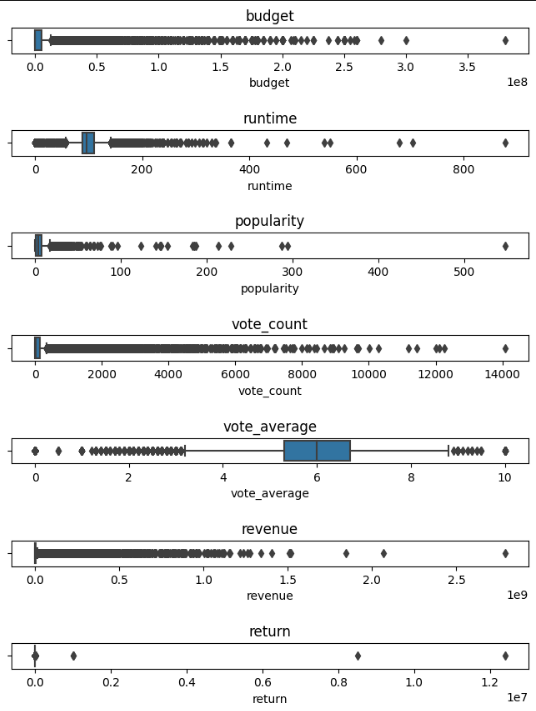 budget
0.0 0.5 1.0 1.5 2.0 2.5 3.0 3.5
1e8
budget
runtime
0 200 400 600 800
runtime
popularity
0 100 200 300 400 500
popularity
vote_count
0 2000 4000 6000 8000 10000 12000 14000
vote_count
vote_average
0 2 4 6 8 10
vote_average
revenue
0.0 0.5 1.0 1.5 2.0 2.5
1e9
revenue
return
0.0 0.2 0.4 0.6 0.8 1.0 1.2
1e7
return